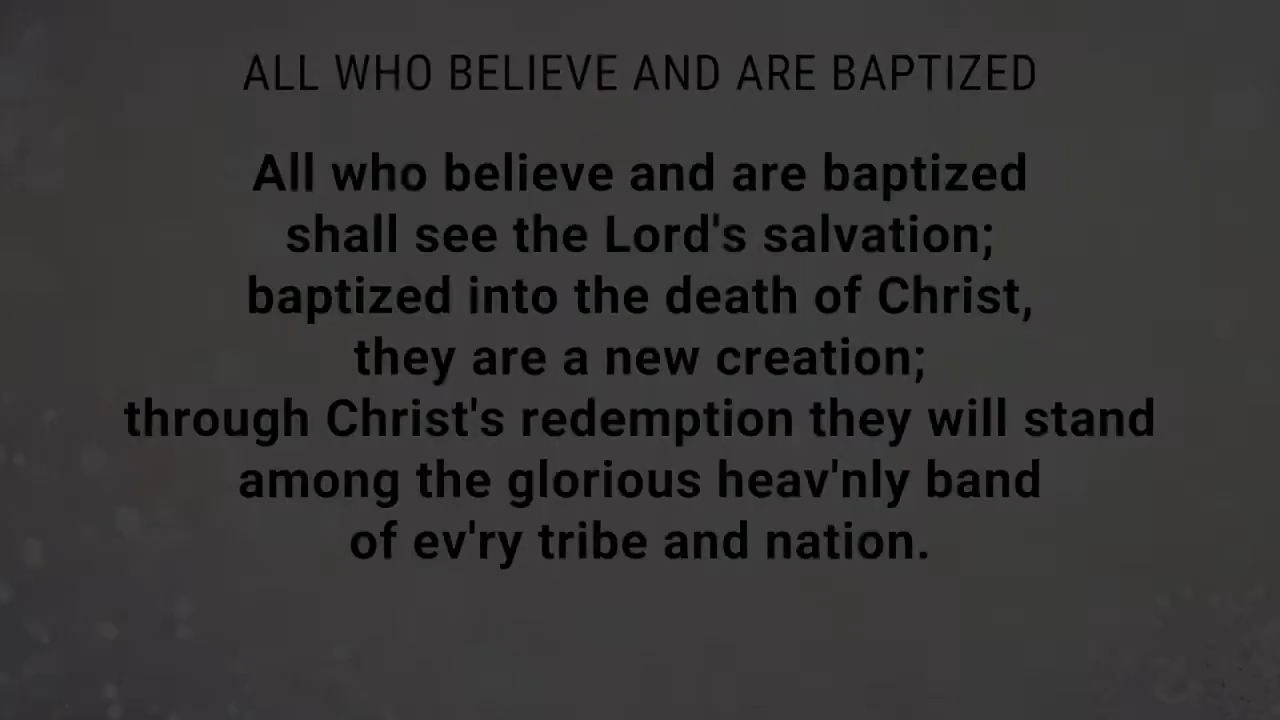 ALL WHO BELIEVE AND ARE BAPTIZED
All who believe and are baptized
shall see the Lord's salvation;
baptized into the death of Christ,
they are a new creation;
through Christ's redemption they will stand
among the glorious heav'nly band
of ev'ry tribe and nation.